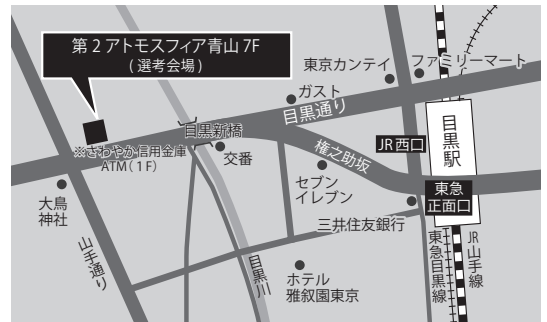 第2アトモスフィア青山 7F
(選考会場)
東京カンテイ
ファミリーマート
ガスト
目黒通り
目黒新橋
JR西口
目黒駅
※さわやか信用金庫
ATM(1F)
交番
権之助坂
セブン
イレブン
東急
正面口
大鳥
神社
三井住友銀行
山手通り
目黒川
ホテル
雅叙園東京
東急目黒線
JR山手線